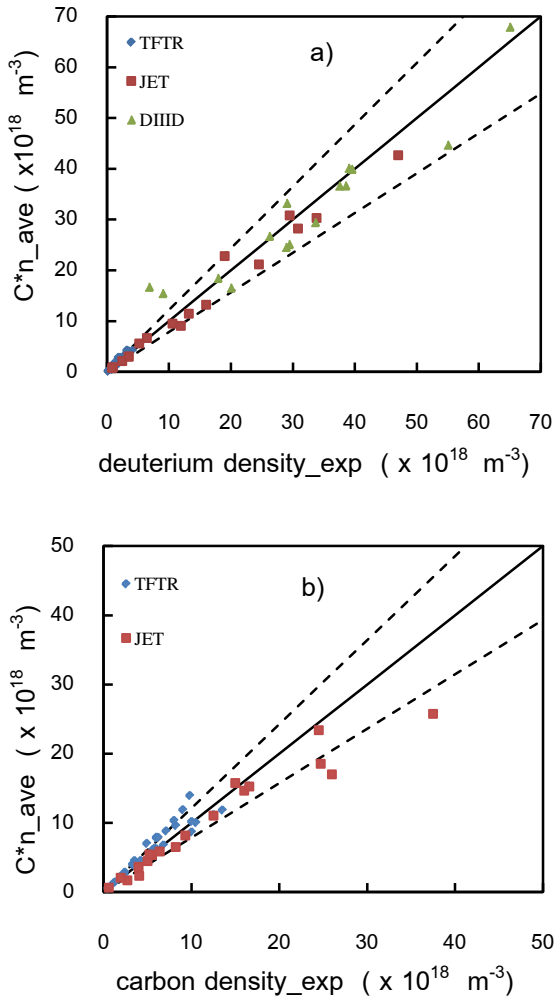 70
TFTR
a)
60
JET
50
DIIID
40
30
20
10
0
C*n_ave ( x10^18 m^-3)
0 10 20 30 40 50 60 70
deuterium density_exp ( x 10^18 m^-3)
50
TFTR
b)
40
JET
30
20
10
0
C*n_ave ( x 10^18 m^-3)
0 10 20 30 40 50
carbon density_exp ( x 10^18 m^-3)